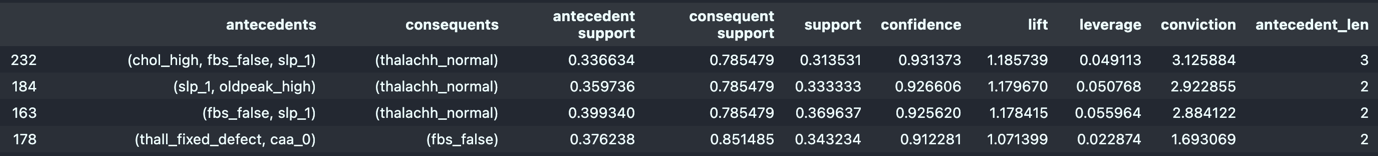 antecedents consequents antecedent support consequent support support confidence lift leverage conviction antecedent_len
232 (chol_high, fbs_false, slp_1) (thalachh_normal) 0.336634 0.785479 0.313531 0.931373 1.185739 0.049113 3.125884 3
184 (slp_1, oldpeak_high) (thalachh_normal) 0.359736 0.785479 0.333333 0.926606 1.179670 0.050768 2.922855 2
163 (fbs_false, slp_1) (thalachh_normal) 0.399340 0.785479 0.369637 0.925620 1.178415 0.055964 2.884122 2
178 (thall_fixed_defect, caa_0) (fbs_false) 0.376238 0.851485 0.343234 0.912281 1.071399 0.022874 1.693069 2